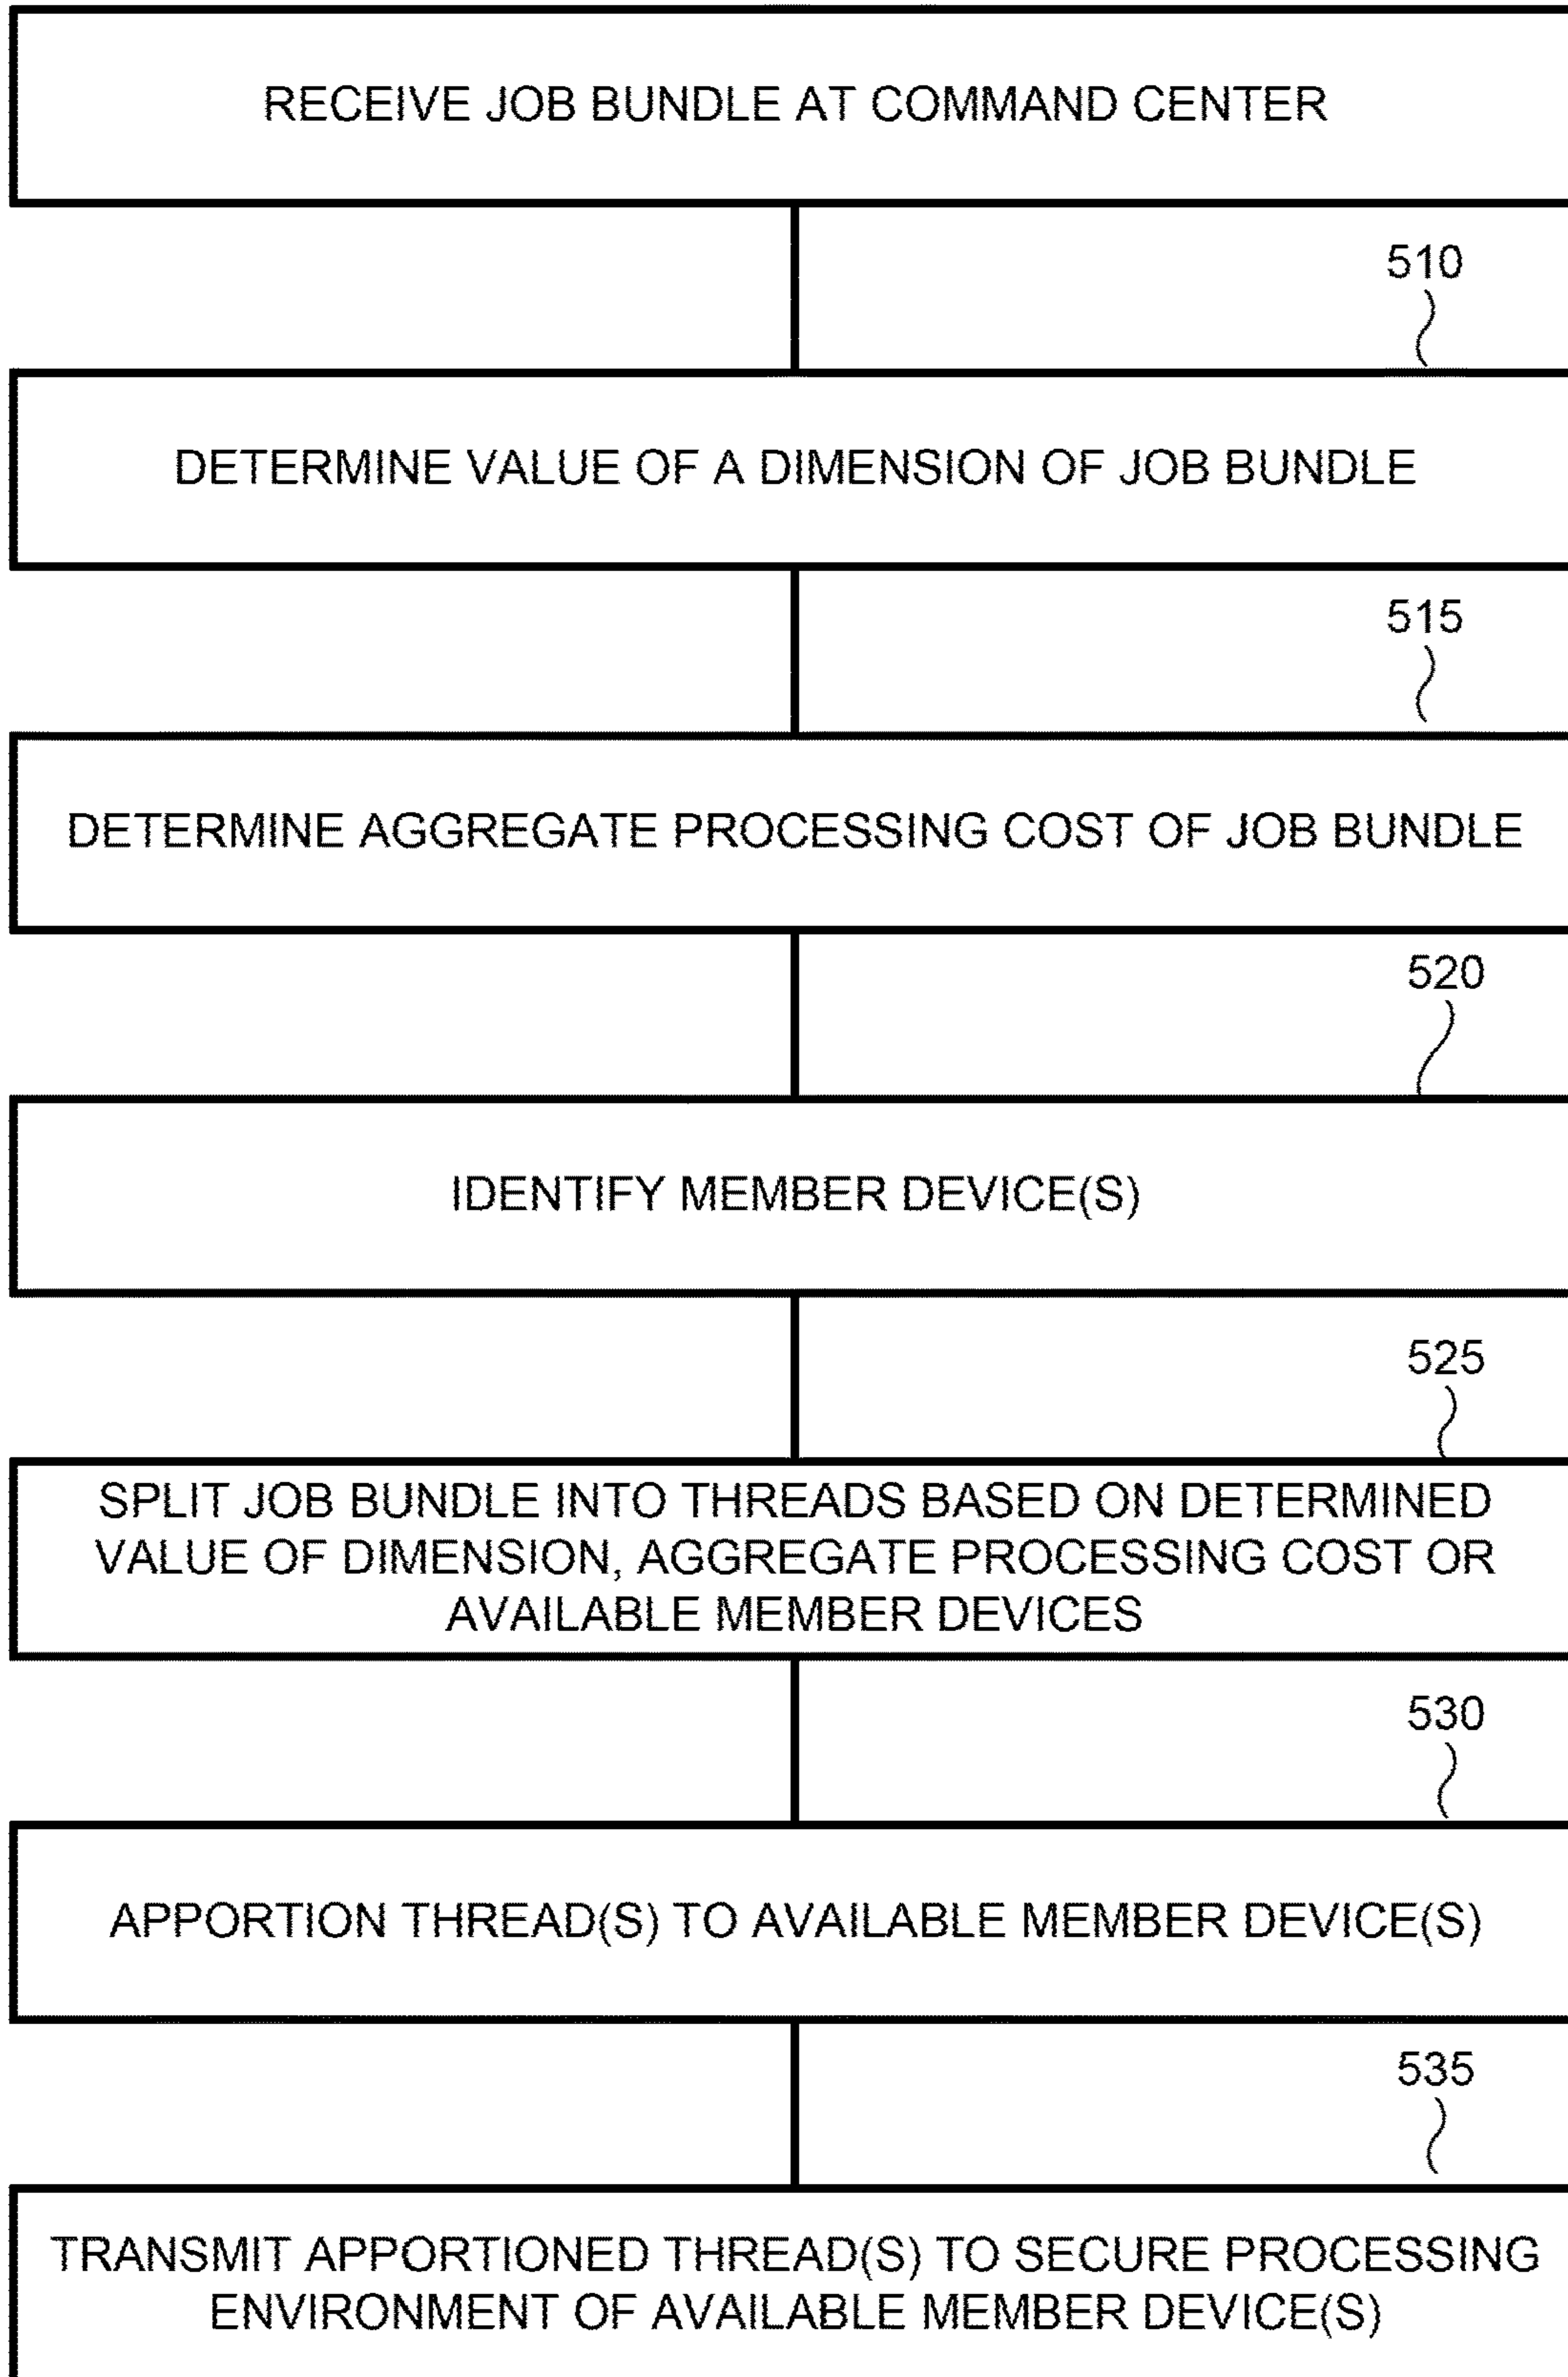 RECEIVE JOB BUNDLE AT COMMAND CENTER
510
DETERMINE VALUE OF A DIMENSION OF JOB BUNDLE
515
DETERMINE AGGREGATE PROCESSING COST OF JOB BUNDLE
520
IDENTIFY MEMBER DEVICE(S)
525
SPLIT JOB BUNDLE INTO THREADS BASED ON DETERMINED
VALUE OF DIMENSION, AGGREGATE PROCESSING COST OR
AVAILABLE MEMBER DEVICES
530
APPORTION THREAD(S) TO AVAILABLE MEMBER DEVICE(S)
535
TRANSMIT APPORTIONED THREAD(S) TO SECURE PROCESSING
ENVIRONMENT OF AVAILABLE MEMBER DEVICE(S)